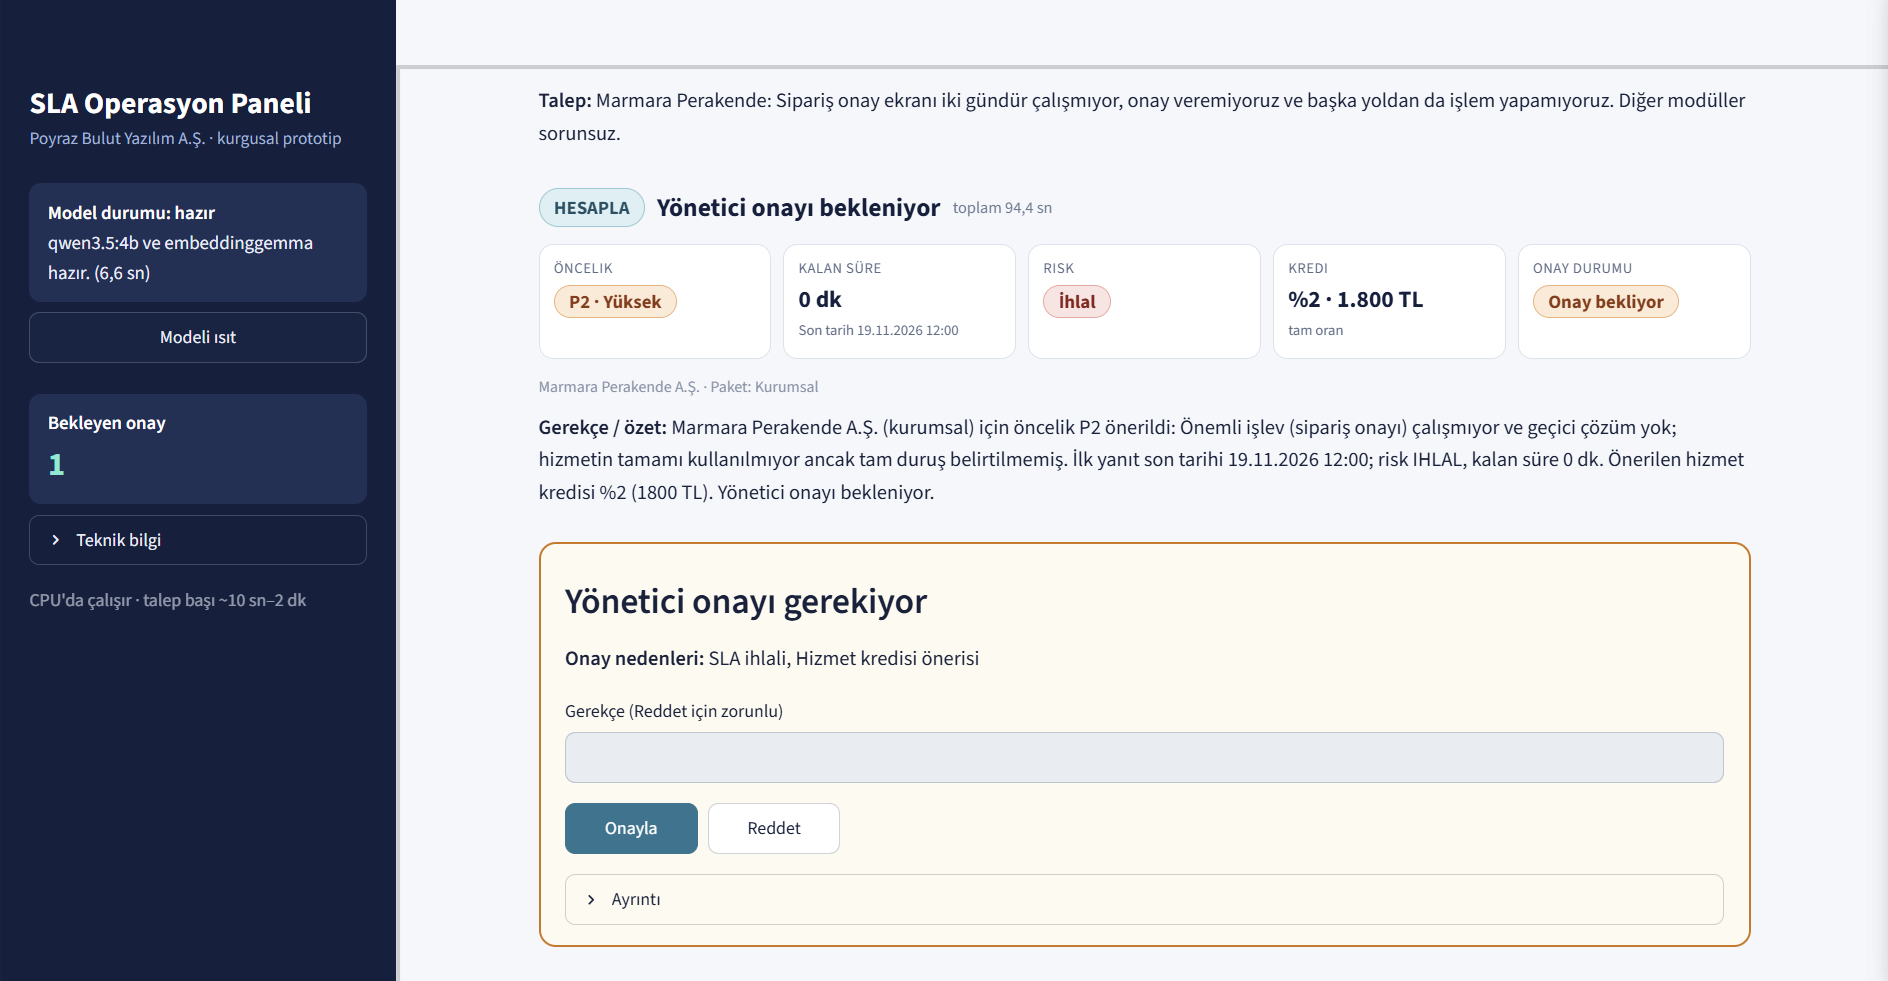 SLA Operasyon Paneli
Poyraz Bulut Yazılım A.Ş. · kurgusal prototip
Model durumu: hazır
qwen3.5:4b ve embeddinggemma
hazır. (6,6 sn)
Modeli ısıt
Bekleyen onay
1
Teknik bilgi
CPU'da çalışır · talep başı ~10 sn–2 dk
Talep: Marmara Perakende: Sipariş onay ekranı iki gündür çalışmıyor, onay veremiyoruz ve başka yoldan da işlem yapamıyoruz. Diğer modüller
sorunsuz.
HESAPLA Yönetici onayı bekleniyor toplam 94,4 sn
ÖNCELIK
P2 · Yüksek
KALAN SÜRE
0 dk
Son tarih 19.11.2026 12:00
RISK
İhlal
KREDI
%2 · 1.800 TL
tam oran
ONAY DURUMU
Onay bekliyor
Marmara Perakende A.Ş. · Paket: Kurumsal
Gerekçe / özet: Marmara Perakende A.Ş. (kurumsal) için öncelik P2 önerildi: Önemli işlev (sipariş onayı) çalışmıyor ve geçici çözüm yok;
hizmetin tamamı kullanılmıyor ancak tam duruş belirtilmemiş. İlk yanıt son tarihi 19.11.2026 12:00; risk IHLAL, kalan süre 0 dk. Önerilen hizmet
kredisi %2 (1800 TL). Yönetici onayı bekleniyor.
Yönetici onayı gerekiyor
Onay nedenleri: SLA ihlali, Hizmet kredisi önerisi
Gerekçe (Reddet için zorunlu)
Onayla
Reddet
Ayrıntı